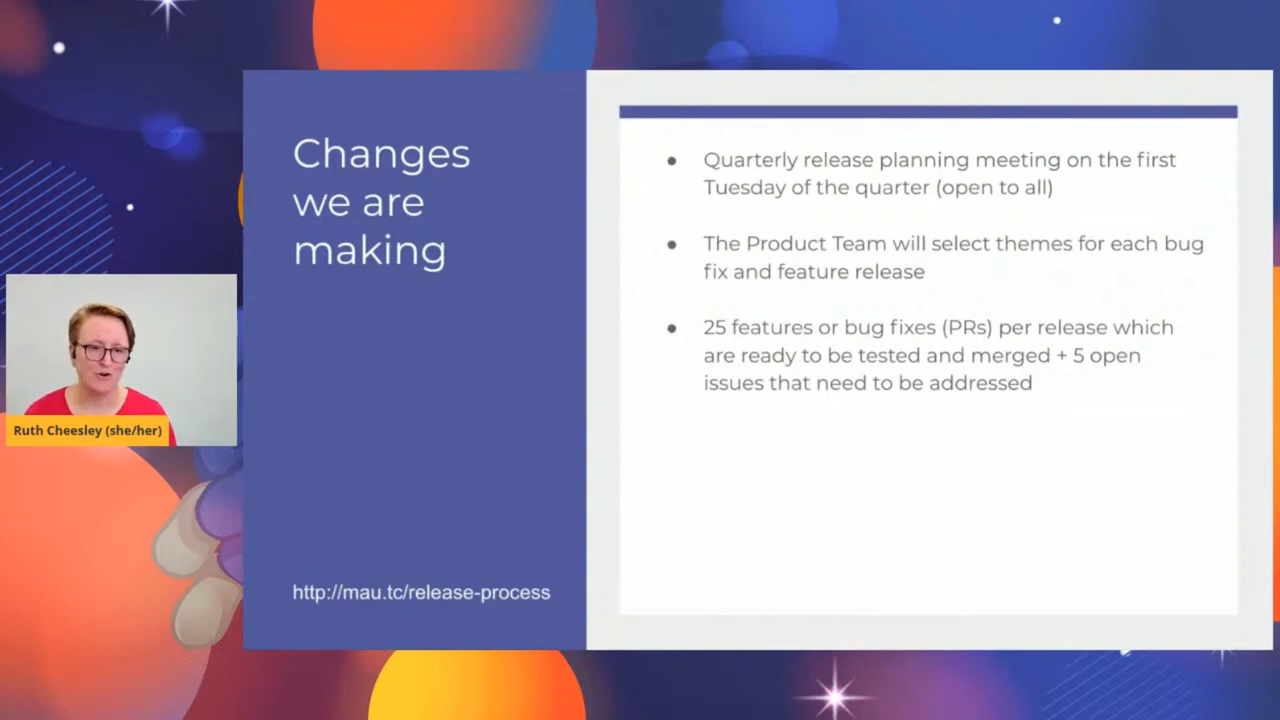 Changes
we are
making
http://mau.tc/release-process
● Quarterly release planning meeting on the first
Tuesday of the quarter (open to all)
● The Product Team will select themes for each bug
fix and feature release
● 25 features or bug fixes (PRs) per release which
are ready to be tested and merged + 5 open
issues that need to be addressed
Ruth Cheesley (she/her)